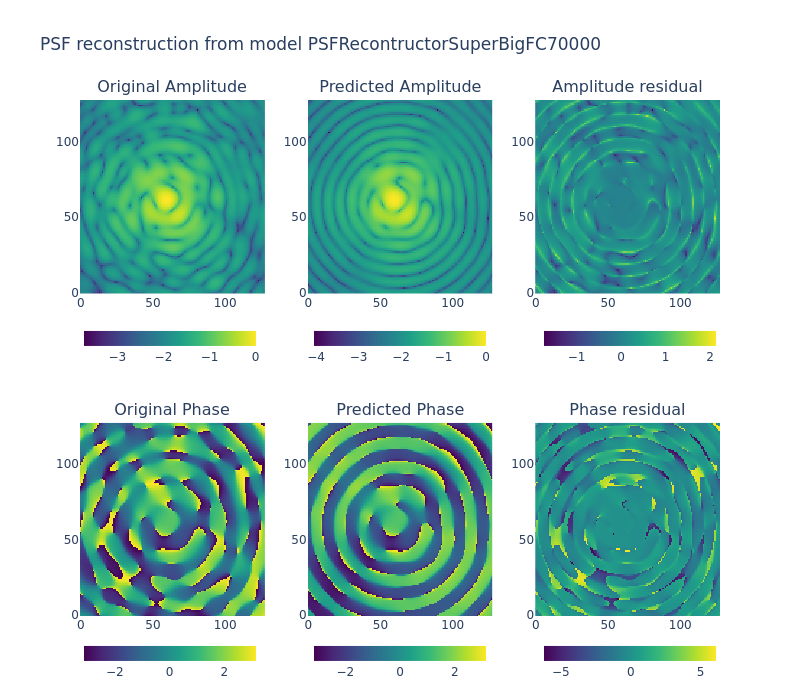 PSF reconstruction from model PSFRecontructorSuperBigFC70000
Original Amplitude
Predicted Amplitude
Amplitude residual
100
50
0
0 50 100
100
50
0
0 50 100
100
50
0
0 50 100
−3 −2 −1 0
−4 −3 −2 −1 0
−1 0 1 2
Original Phase
Predicted Phase
Phase residual
100
50
0
0 50 100
100
50
0
0 50 100
100
50
0
0 50 100
−2 0 2
−2 0 2
−5 0 5